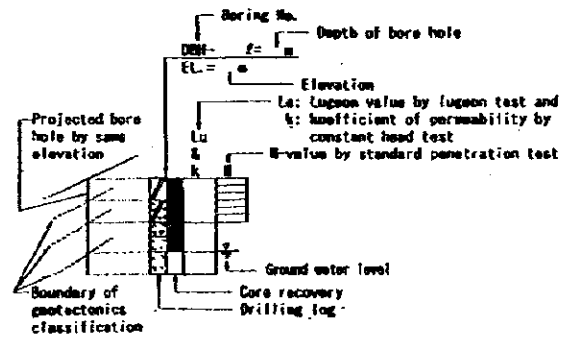 Boring No.
Depth of bore hole
DBH- ℓ= m
EL.= m
Elevation
Lu: Lugeon value by lugeon test and
k: Koefficient of permeability by
constant head test
N-value by standard penetration test
Projected bore
hole by same
elevation
Lu
&
k
N
Ground water level
Boundary of
geotectonics
classification
Core recovery
Drilling log